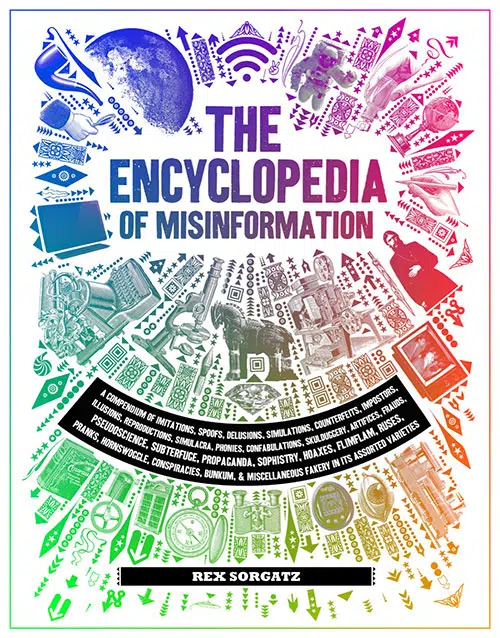 THE
ENCYCLOPEDIA
OF MISINFORMATION
A COMPENDIUM OF IMITATIONS, SPOOFS, DELUSIONS, SIMULATIONS, COUNTERFEITS, IMPOSTORS,
ILLUSIONS, REPRODUCTIONS, SIMULACRA, PHONIES, CONFABULATIONS, SKULDUGGERY, ARTIFICES, FRAUDS,
PSEUDOSCIENCE, SUBTERFUGE, PROPAGANDA, SOPHISTRY, HOAXES, FLIMFLAM, RUSES,
PRANKS, HORNSWOGGLE, CONSPIRACIES, BUNKUM, & MISCELLANEOUS FAKERY IN ITS ASSORTED VARIETIES
REX SORGATZ